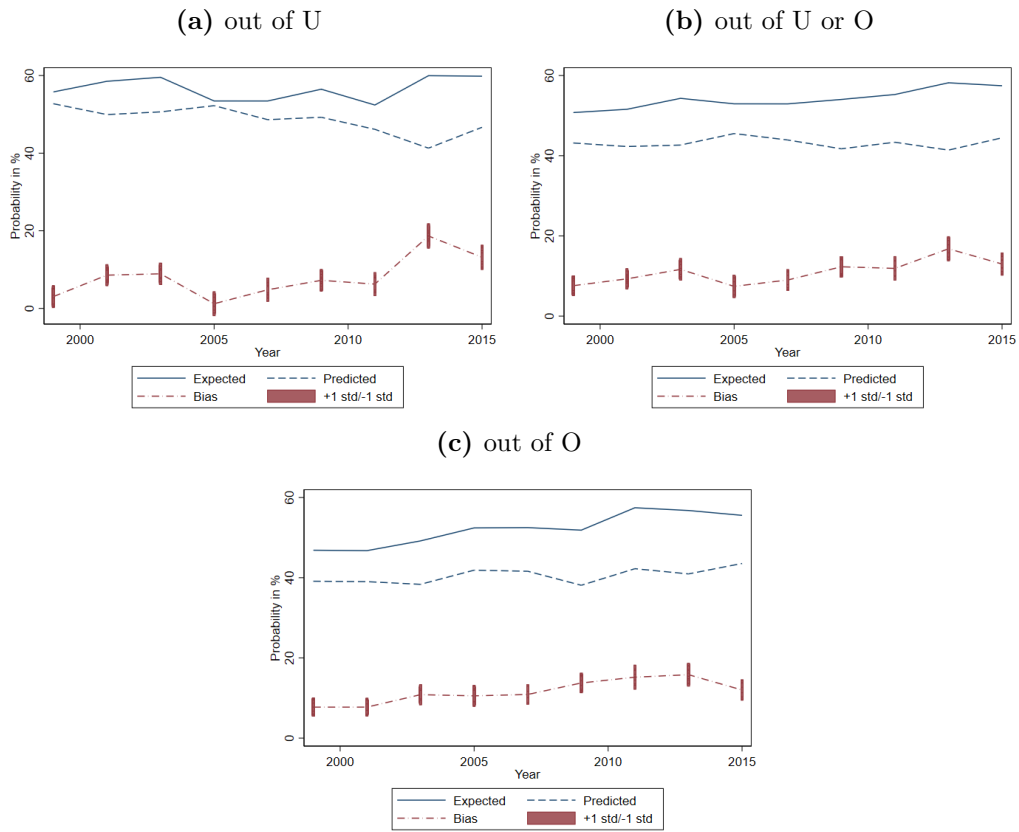 (a) out of U
(b) out of U or O
60
40
20
0
Probability in %
2000 2005 2010 2015
Year
Expected Predicted
Bias +1 std/-1 std
60
40
20
0
Probability in %
2000 2005 2010 2015
Year
Expected Predicted
Bias +1 std/-1 std
(c) out of O
60
40
20
0
Probability in %
2000 2005 2010 2015
Year
Expected Predicted
Bias +1 std/-1 std